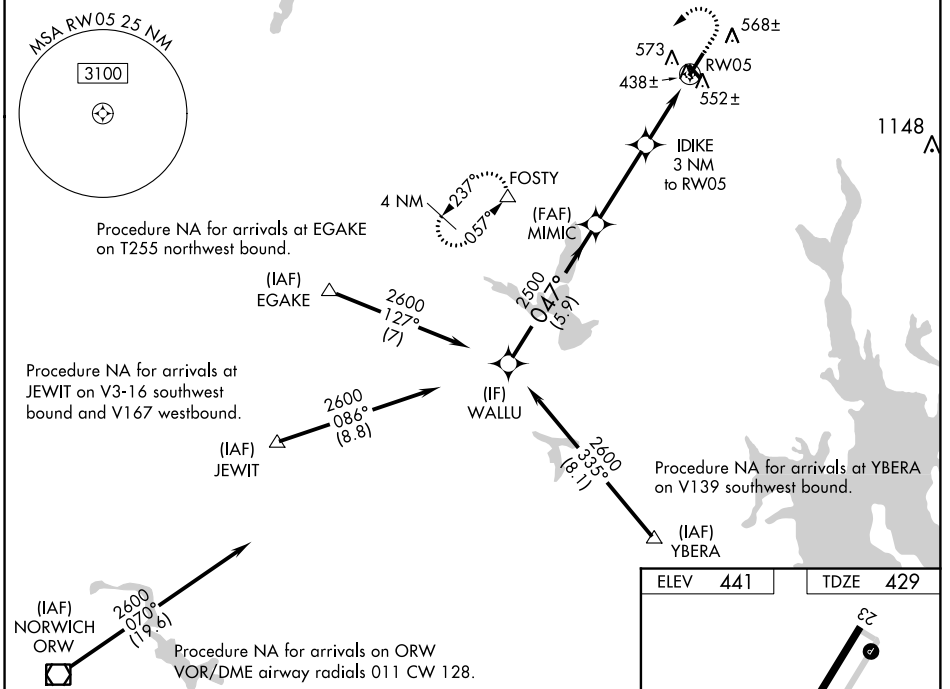 MSA RW05 25 NM
3100
568±
573
RW05
438±
552±
1148
IDIKE
3 NM
to RW05
FOSTY
4 NM
237°
057°
(FAF)
MIMIC
Procedure NA for arrivals at EGAKE
on T255 northwest bound.
(IAF)
EGAKE
2600
127°
(7)
2500
047°
(5.9)
Procedure NA for arrivals at
JEWIT on V3-16 southwest
bound and V167 westbound.
(IF)
WALLU
2600
086°
(8.8)
(IAF)
JEWIT
2600
335°
(8.1)
Procedure NA for arrivals at YBERA
on V139 southwest bound.
(IAF)
YBERA
(IAF)
NORWICH
ORW
2600
070°
(19.6)
Procedure NA for arrivals on ORW
VOR/DME airway radials 011 CW 128.
ELEV 441
TDZE 429
23
P